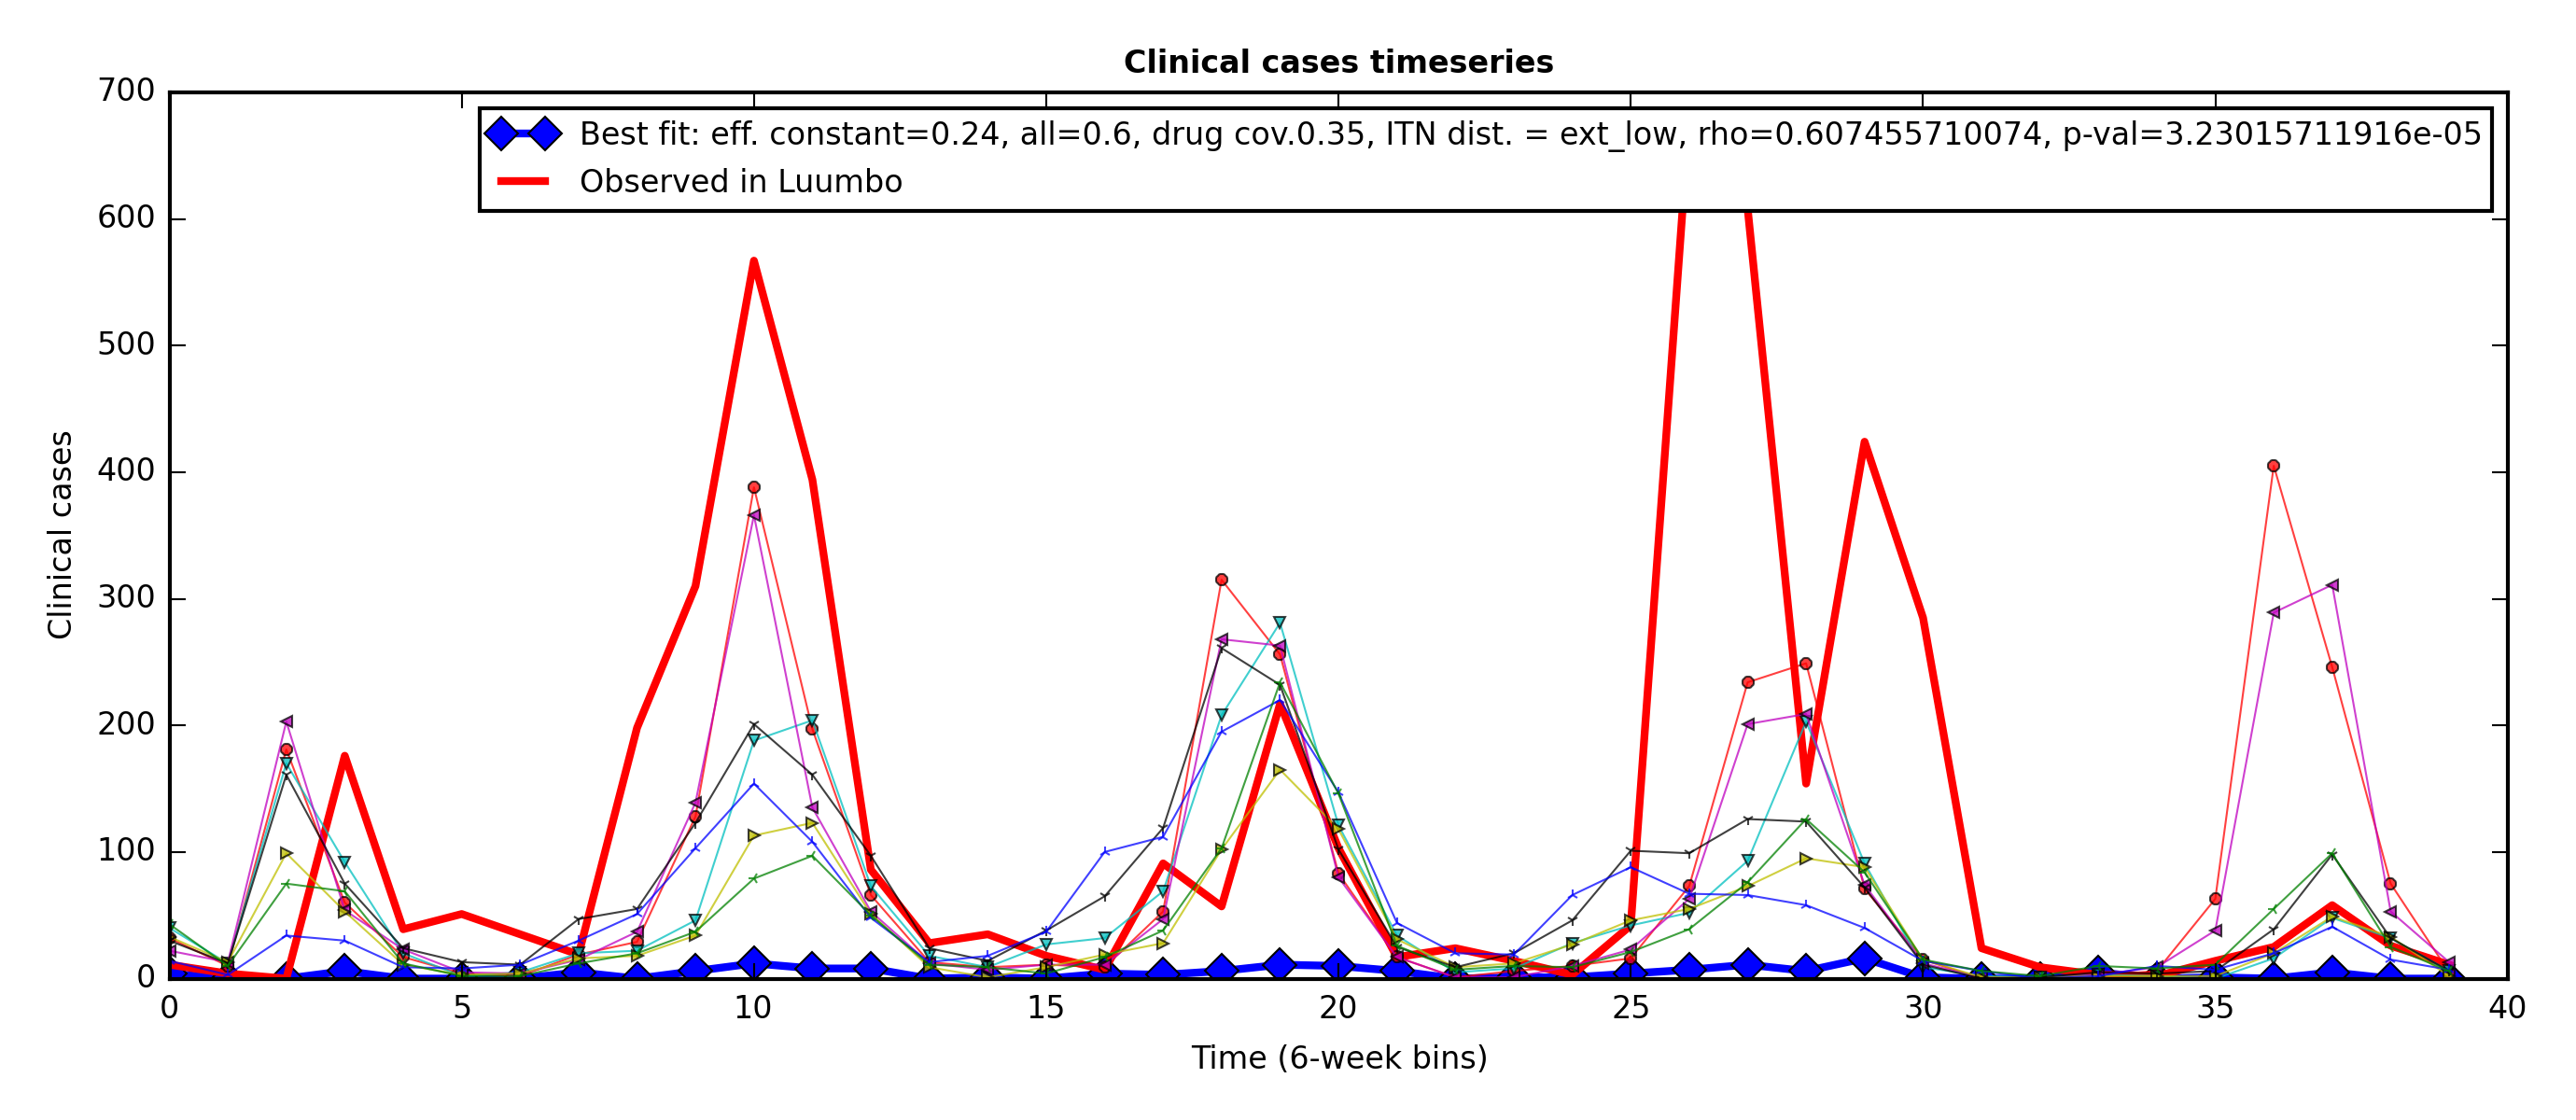 Clinical cases timeseries
700
600
500
400
300
200
100
0
Clinical cases
Best fit: eff. constant=0.24, all=0.6, drug cov.0.35, ITN dist. = ext_low, rho=0.607455710074, p-val=3.23015711916e-05
Observed in Luumbo
0 5 10 15 20 25 30 35 40
Time (6-week bins)